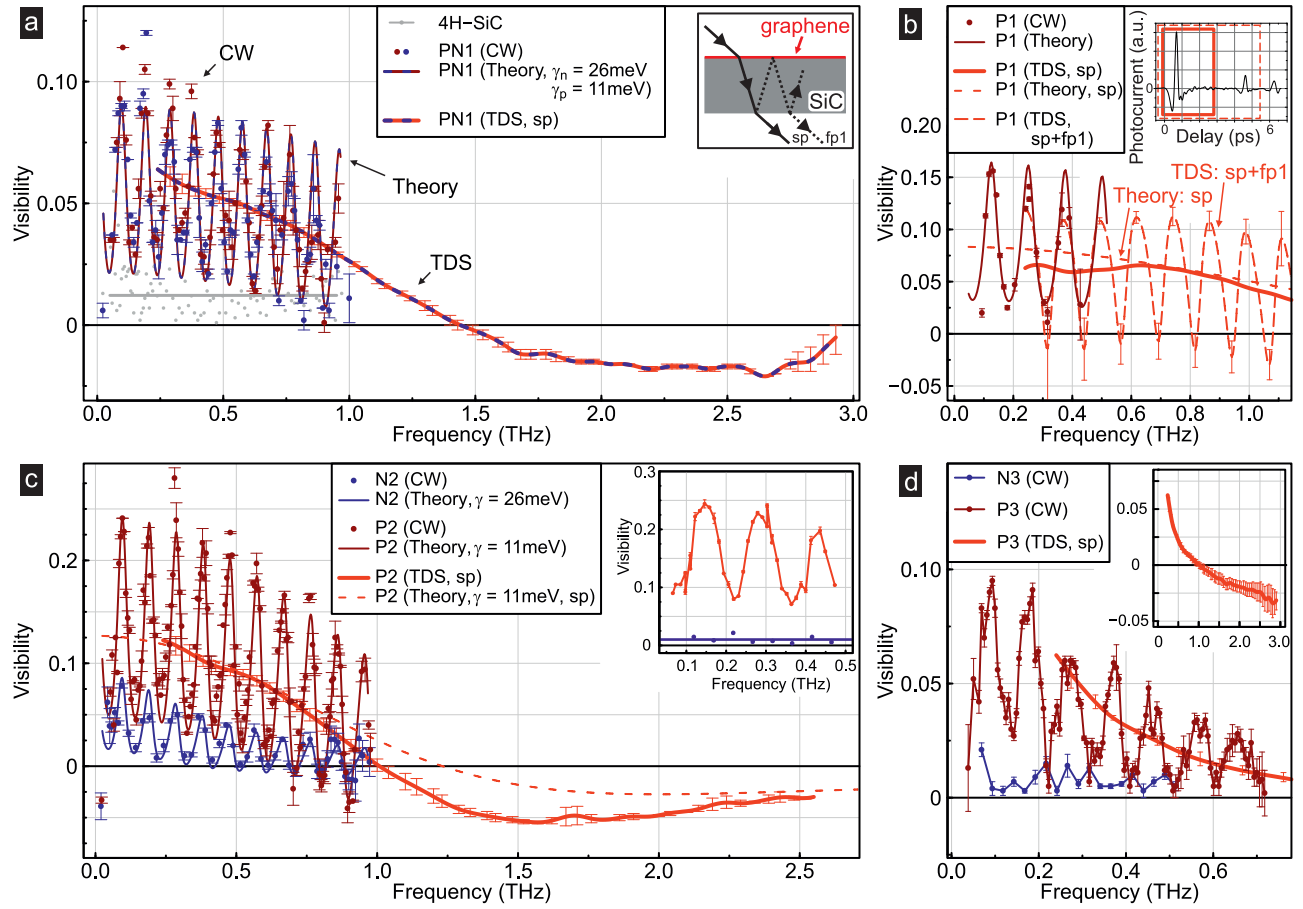 a
4H-SiC
PN1 (CW)
PN1 (Theory, γn = 26meV
γp = 11meV)
PN1 (TDS, sp)
CW
Theory
TDS
graphene
SiC
sp
fp1
Visibility
0.10
0.05
0
0.0
0.5
1.0
1.5
2.0
2.5
3.0
Frequency (THz)
b
P1 (CW)
P1 (Theory)
P1 (TDS, sp)
P1 (Theory, sp)
P1 (TDS,
sp+fp1)
Photocurrent (a.u.)
0
0
2
6
Delay (ps)
TDS: sp+fp1
Theory: sp
Visibility
0.20
0.15
0.10
0.05
0
−0.05
0.0
0.2
0.4
0.6
0.8
1.0
Frequency (THz)
c
N2 (CW)
N2 (Theory, γ = 26meV)
P2 (CW)
P2 (Theory, γ = 11meV)
P2 (TDS, sp)
P2 (Theory, γ = 11meV, sp)
Visibility
0.3
0.2
0.1
0
0.1
0.2
0.3
0.4
0.5
Frequency (THz)
Visibility
0.2
0.1
0
0.0
0.5
1.0
1.5
2.0
2.5
Frequency (THz)
d
N3 (CW)
P3 (CW)
P3 (TDS, sp)
0.05
0
−0.05
0
1.0
2.0
3.0
Visibility
0.10
0.05
0
0.0
0.2
0.4
0.6
Frequency (THz)